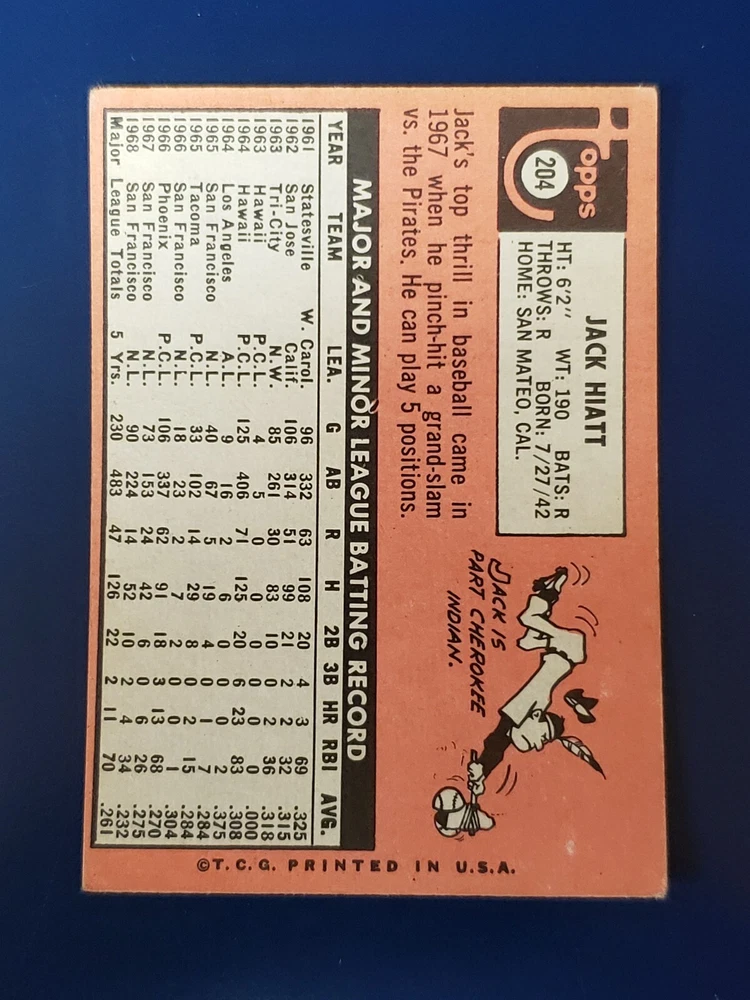 Topps
204
JACK HIATT
HT: 6'2" WT: 190 BATS: R
THROWS: R BORN: 7/27/42
HOME: SAN MATEO, CAL.
Jack's top thrill in baseball came in
1967 when he pinch-hit a grand-slam
vs. the Pirates. He can play 5 positions.
JACK IS
PART CHEROKEE
INDIAN.
MAJOR AND MINOR LEAGUE BATTING RECORD
YEAR TEAM LEA. G AB R H 2B 3B HR RBI AVG.
1961 Statesville W. Carol. 96 332 63 108 20 4 3 69 .325
1962 San Jose Calif. 106 314 51 99 21 2 2 32 .315
1963 Tri-City N.W. 85 261 30 83 10 0 2 36 .318
1963 Hawaii P.C.L. 4 5 0 0 0 0 0 0 .000
1964 Hawaii P.C.L. 125 406 71 125 20 6 23 83 .308
1964 Los Angeles A.L. 9 16 2 6 0 0 0 2 .375
1965 San Francisco N.L. 40 67 5 19 4 0 1 7 .284
1965 Tacoma P.C.L. 33 102 14 29 8 0 2 15 .284
1966 San Francisco N.L. 18 23 2 7 2 0 0 1 .304
1966 Phoenix P.C.L. 106 337 62 91 18 3 13 68 .270
1967 San Francisco N.L. 73 153 24 42 6 0 6 26 .275
1968 San Francisco N.L. 90 224 14 52 10 2 4 34 .232
Major League Totals 5 Yrs. 230 483 47 126 22 2 11 70 .261
©T.C.G. PRINTED IN U.S.A.